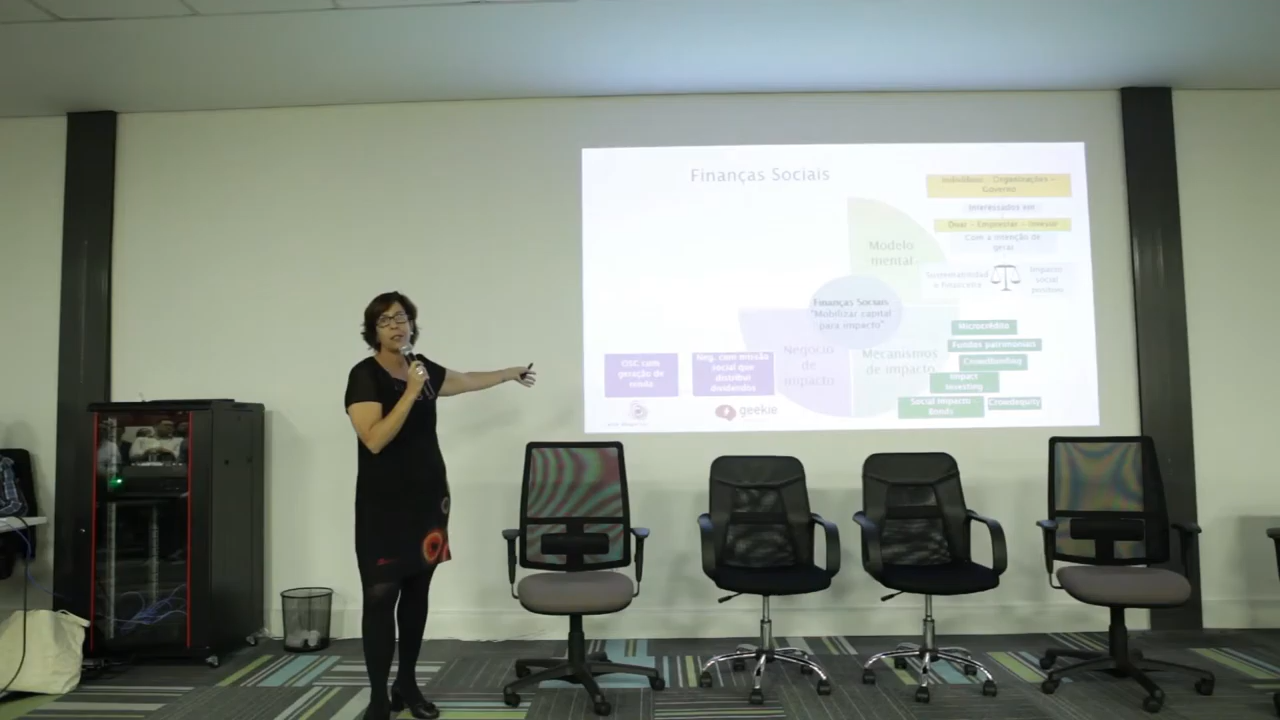 Finanças Sociais
Indivíduos - Organizações -
Governo
Interessados em
Doar - Emprestar - Investir
Com a intenção de
gerar
Sustentabilidad
e Financeira
Impacto
social
positivo
Modelo
mental
Finanças Sociais
"Mobilizar capital
para impacto"
Negócio
de
impacto
Mecanismos
de impacto
Microcrédito
Fundos patrimoniais
Crowdfunding
Impact
Investing
Social Impacto
Bonds
Crowdequity
OSC com
geração de
renda
Neg. com missão
social que
distribui
dividendos
geekie